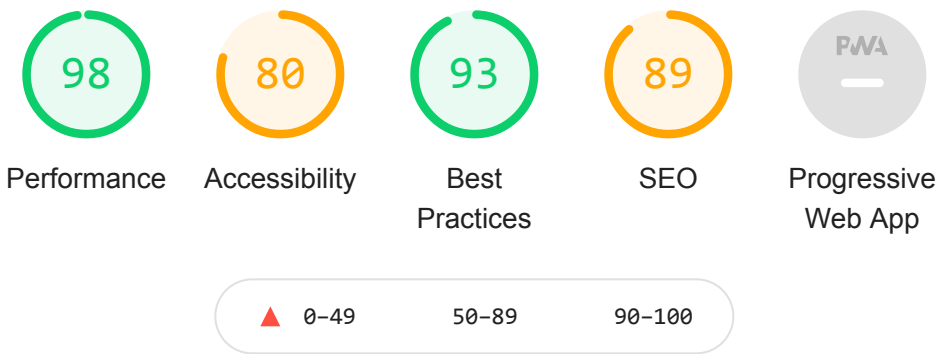 98 80 93 89 PWA
Performance Accessibility Best Practices SEO Progressive Web App
0–49 50–89 90–100